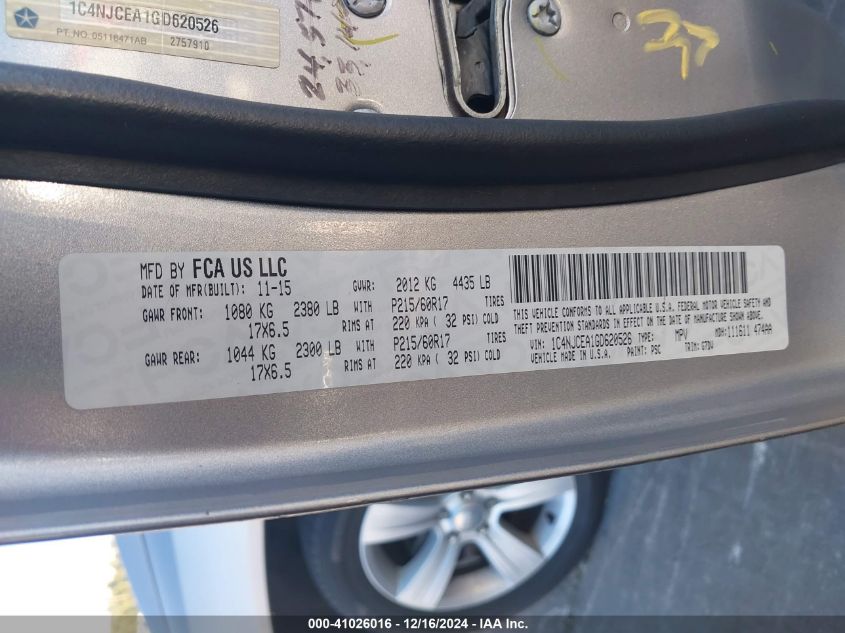 1C4NJCEA1GD620526
PT. NO. 05116471AB 2757910
MFD BY FCA US LLC
DATE OF MFR(BUILT): 11-15 GVWR: 2012 KG 4435 LB
GAWR FRONT: 1080 KG 2380 LB WITH P215/60R17 TIRES
17X6.5 RIMS AT 220 KPA ( 32 PSI) COLD
GAWR REAR: 1044 KG 2300 LB WITH P215/60R17 TIRES
17X6.5 RIMS AT 220 KPA ( 32 PSI) COLD
THIS VEHICLE CONFORMS TO ALL APPLICABLE U.S.A. FEDERAL MOTOR VEHICLE SAFETY AND
THEFT PREVENTION STANDARDS IN EFFECT ON THE DATE OF MANUFACTURE SHOWN ABOVE.
VIN: 1C4NJCEA1GD620526 TYPE: MPV MDH:111611 474AA
VEHICLE MADE IN U.S.A. PAINT: PSC TRIM: G7DV
000-41026016 - 12/16/2024 - IAA Inc.